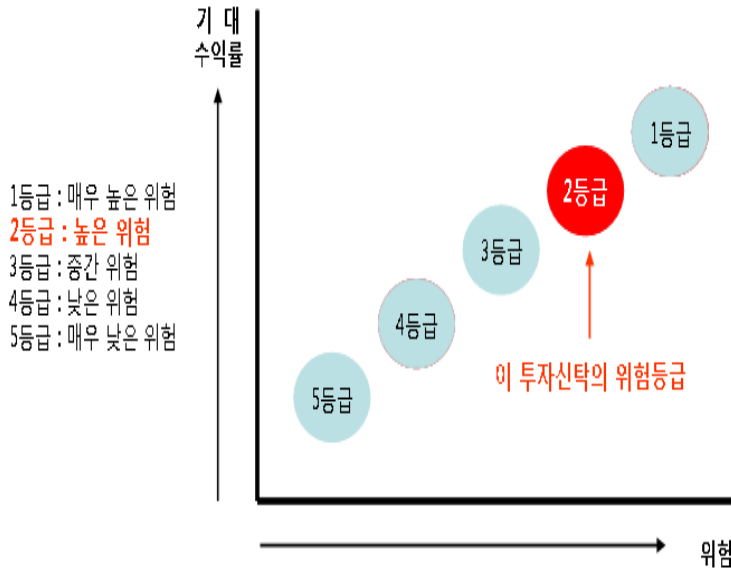 기 대
수익률
1등급 : 매우 높은 위험
2등급 : 높은 위험
3등급 : 중간 위험
4등급 : 낮은 위험
5등급 : 매우 낮은 위험
1등급
2등급
3등급
4등급
5등급
이 투자신탁의 위험등급
위험